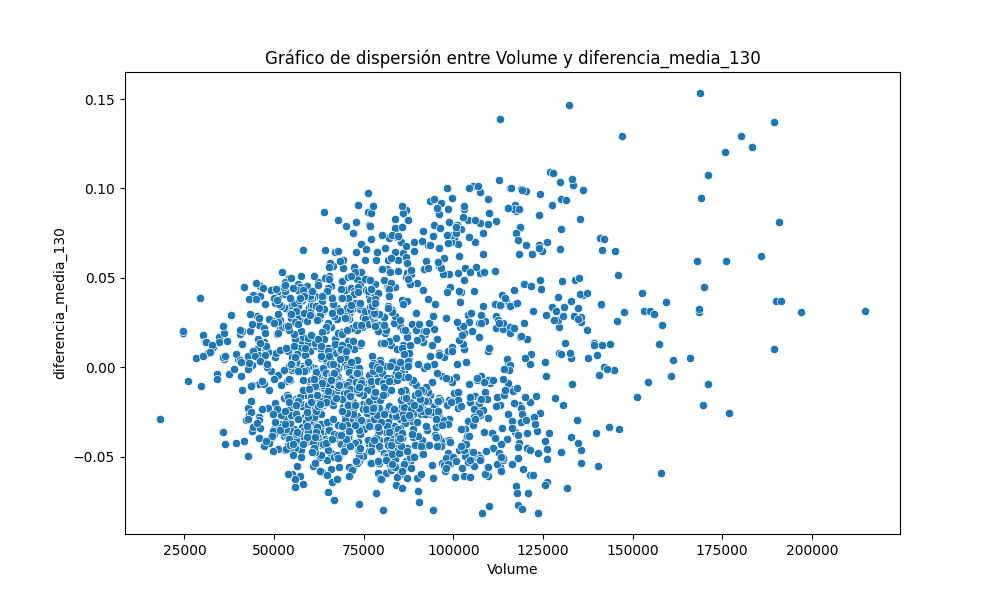 Gráfico de dispersión entre Volume y diferencia_media_130
0.15
0.10
0.05
0.00
−0.05
diferencia_media_130
25000 50000 75000 100000 125000 150000 175000 200000
Volume